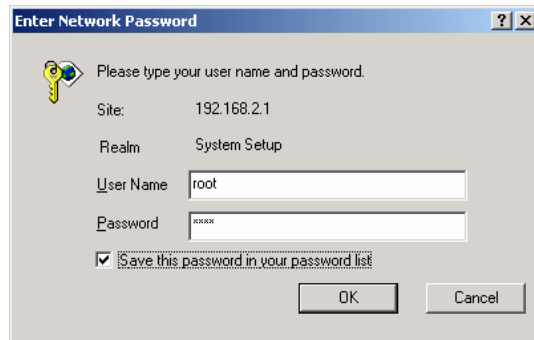 Enter Network Password
Please type your user name and password.
Site: 192.168.2.1
Realm System Setup
User Name root
Password xxxx
Save this password in your password list
OK Cancel